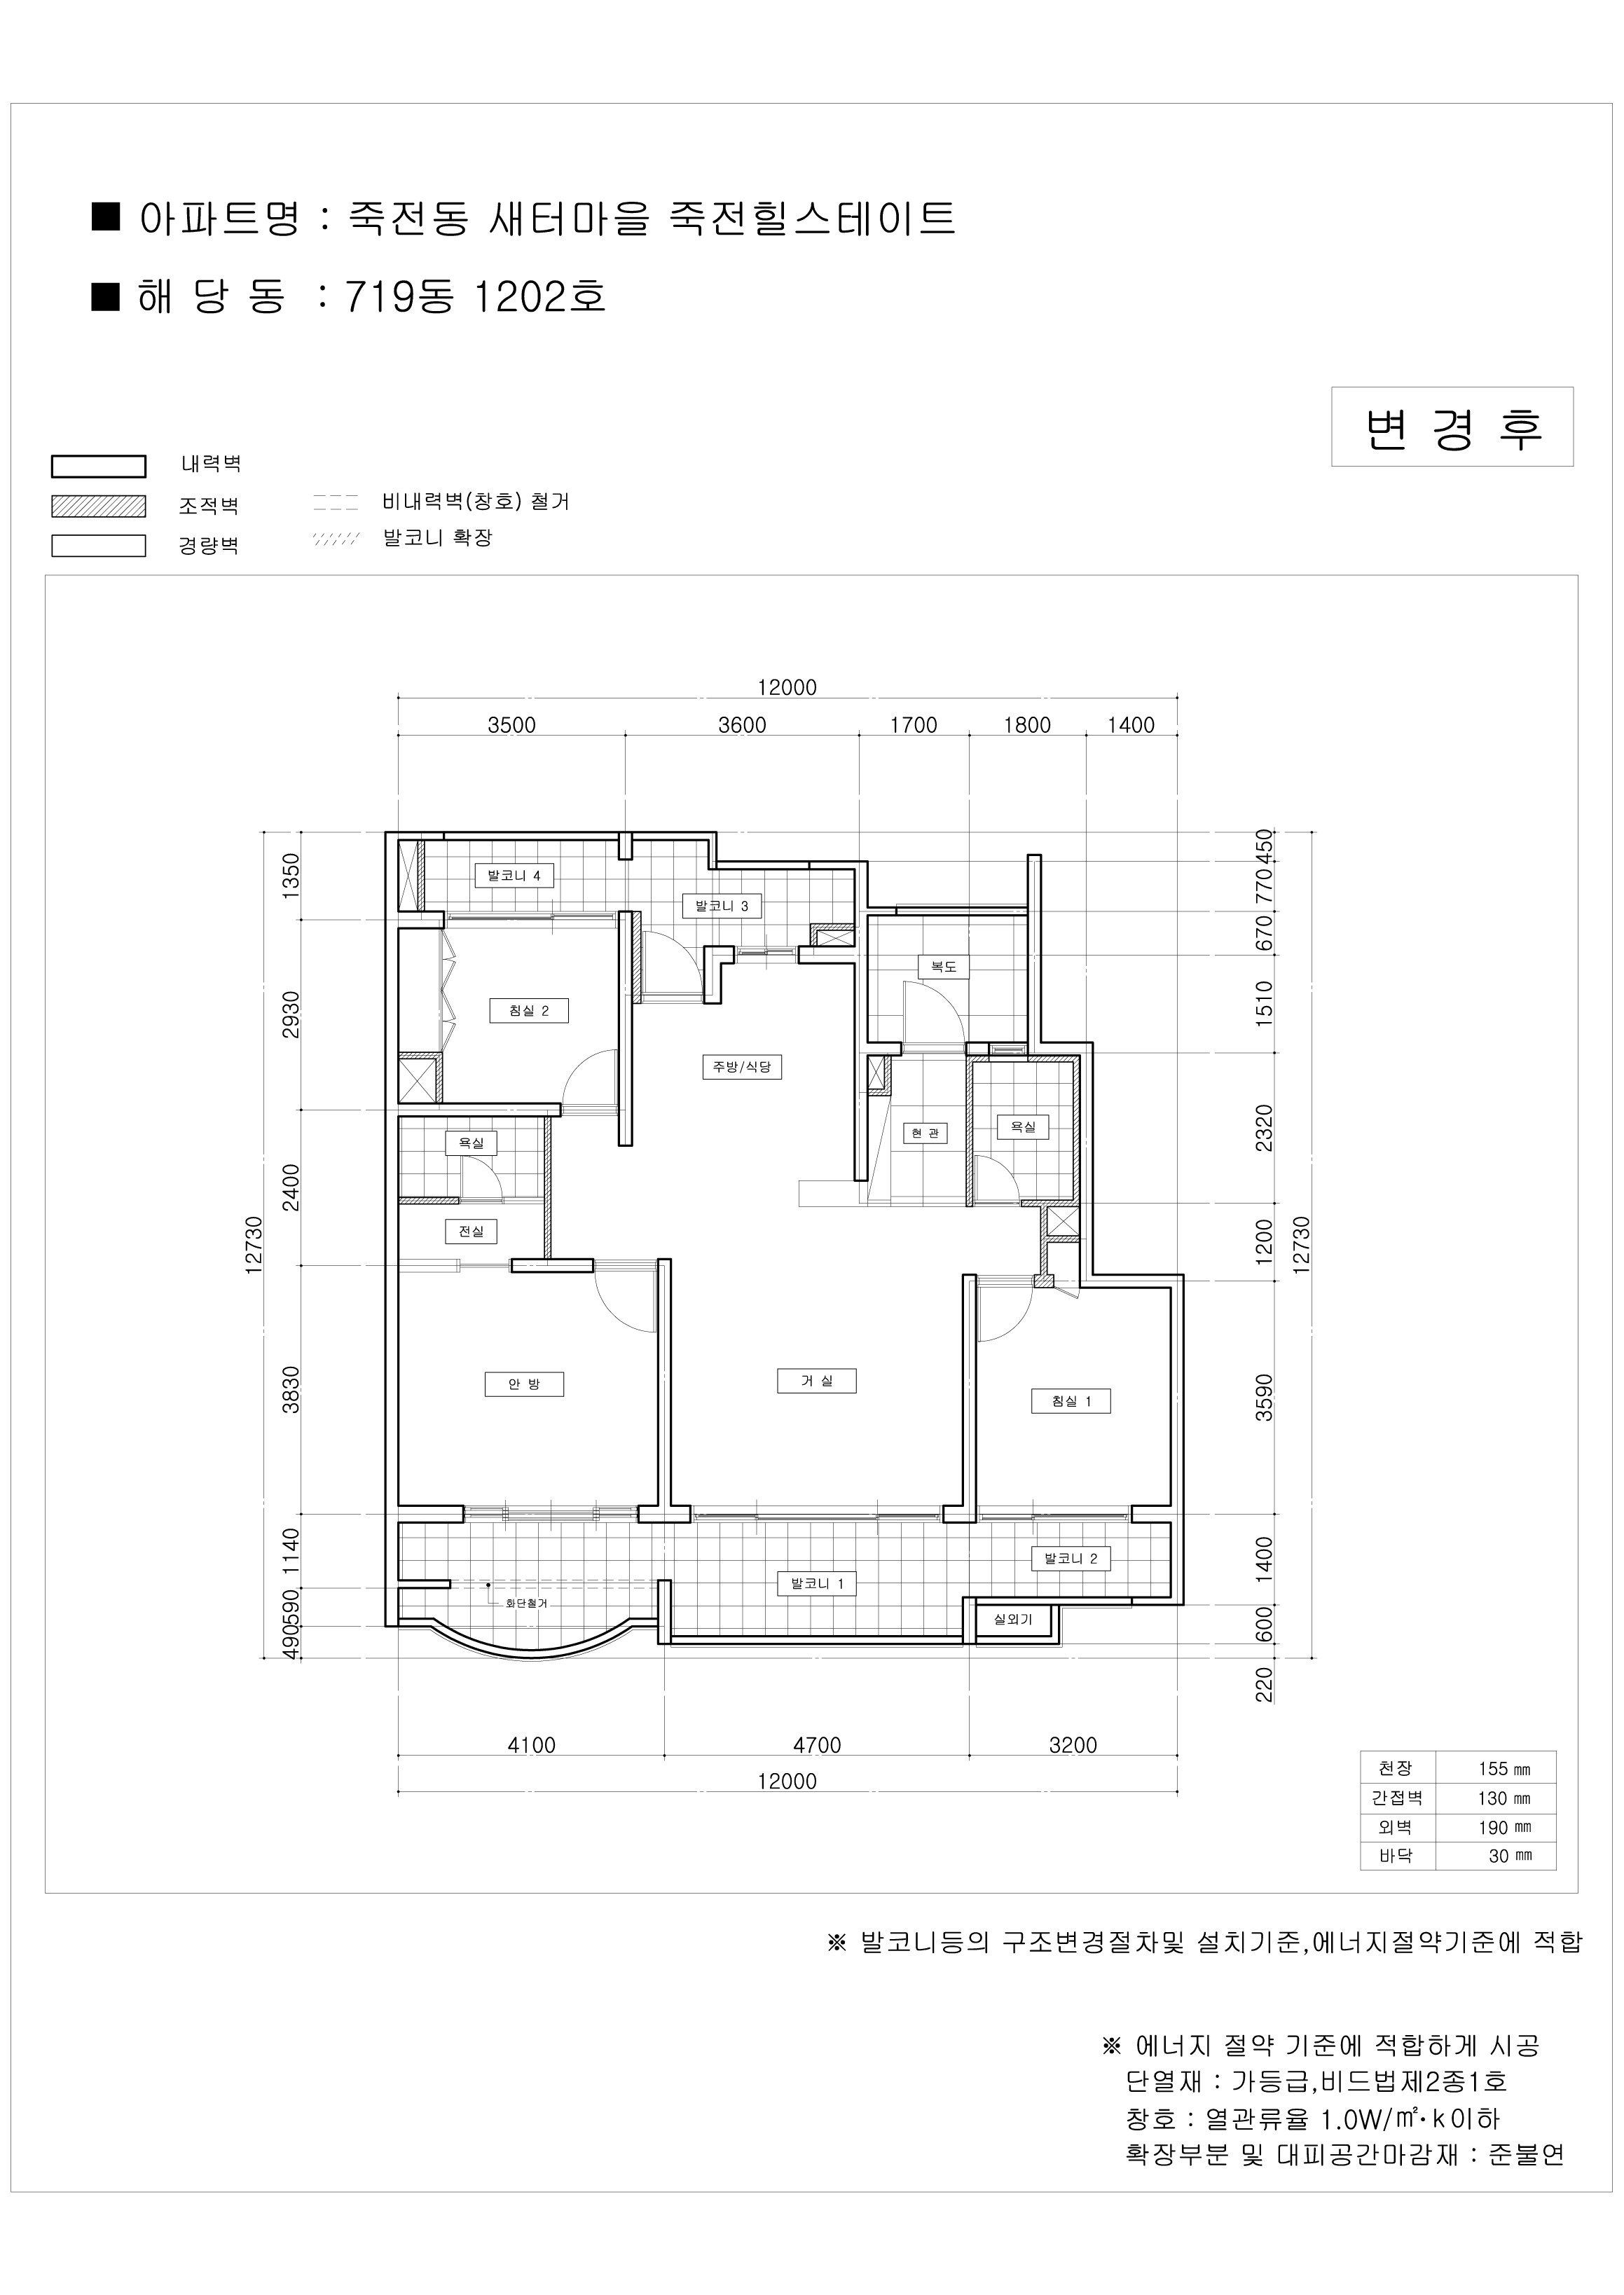 ■ 아파트명 : 죽전동 새터마을 죽전힐스테이트
■ 해 당 동 : 719동 1202호
변 경 후
내력벽
조적벽
경량벽
비내력벽(창호) 철거
발코니 확장
12000
3500 3600 1700 1800 1400
1350
2930
2400
3830
1140
590
490
12730
450
770
670
1510
2320
1200
3590
1400
600
220
12730
발코니 4
발코니 3
복도
침실 2
주방/식당
현 관
욕실
욕실
전실
안 방
거 실
침실 1
발코니 2
발코니 1
화단철거
실외기
4100 4700 3200
12000
천장 155 ㎜
간접벽 130 ㎜
외벽 190 ㎜
바닥 30 ㎜
※ 발코니등의 구조변경절차및 설치기준,에너지절약기준에 적합
※ 에너지 절약 기준에 적합하게 시공
단열재 : 가등급,비드법제2종1호
창호 : 열관류율 1.0W/㎡·k이하
확장부분 및 대피공간마감재 : 준불연